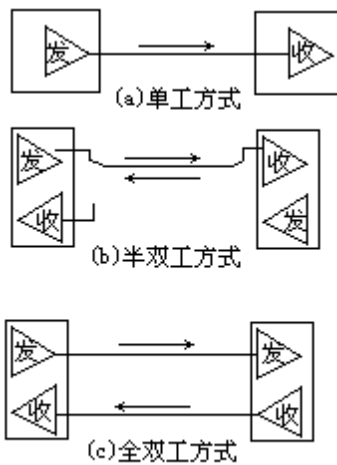 发 收
(a)单工方式
发 收
收 发
(b)半双工方式
发 发
收 收
(c)全双工方式